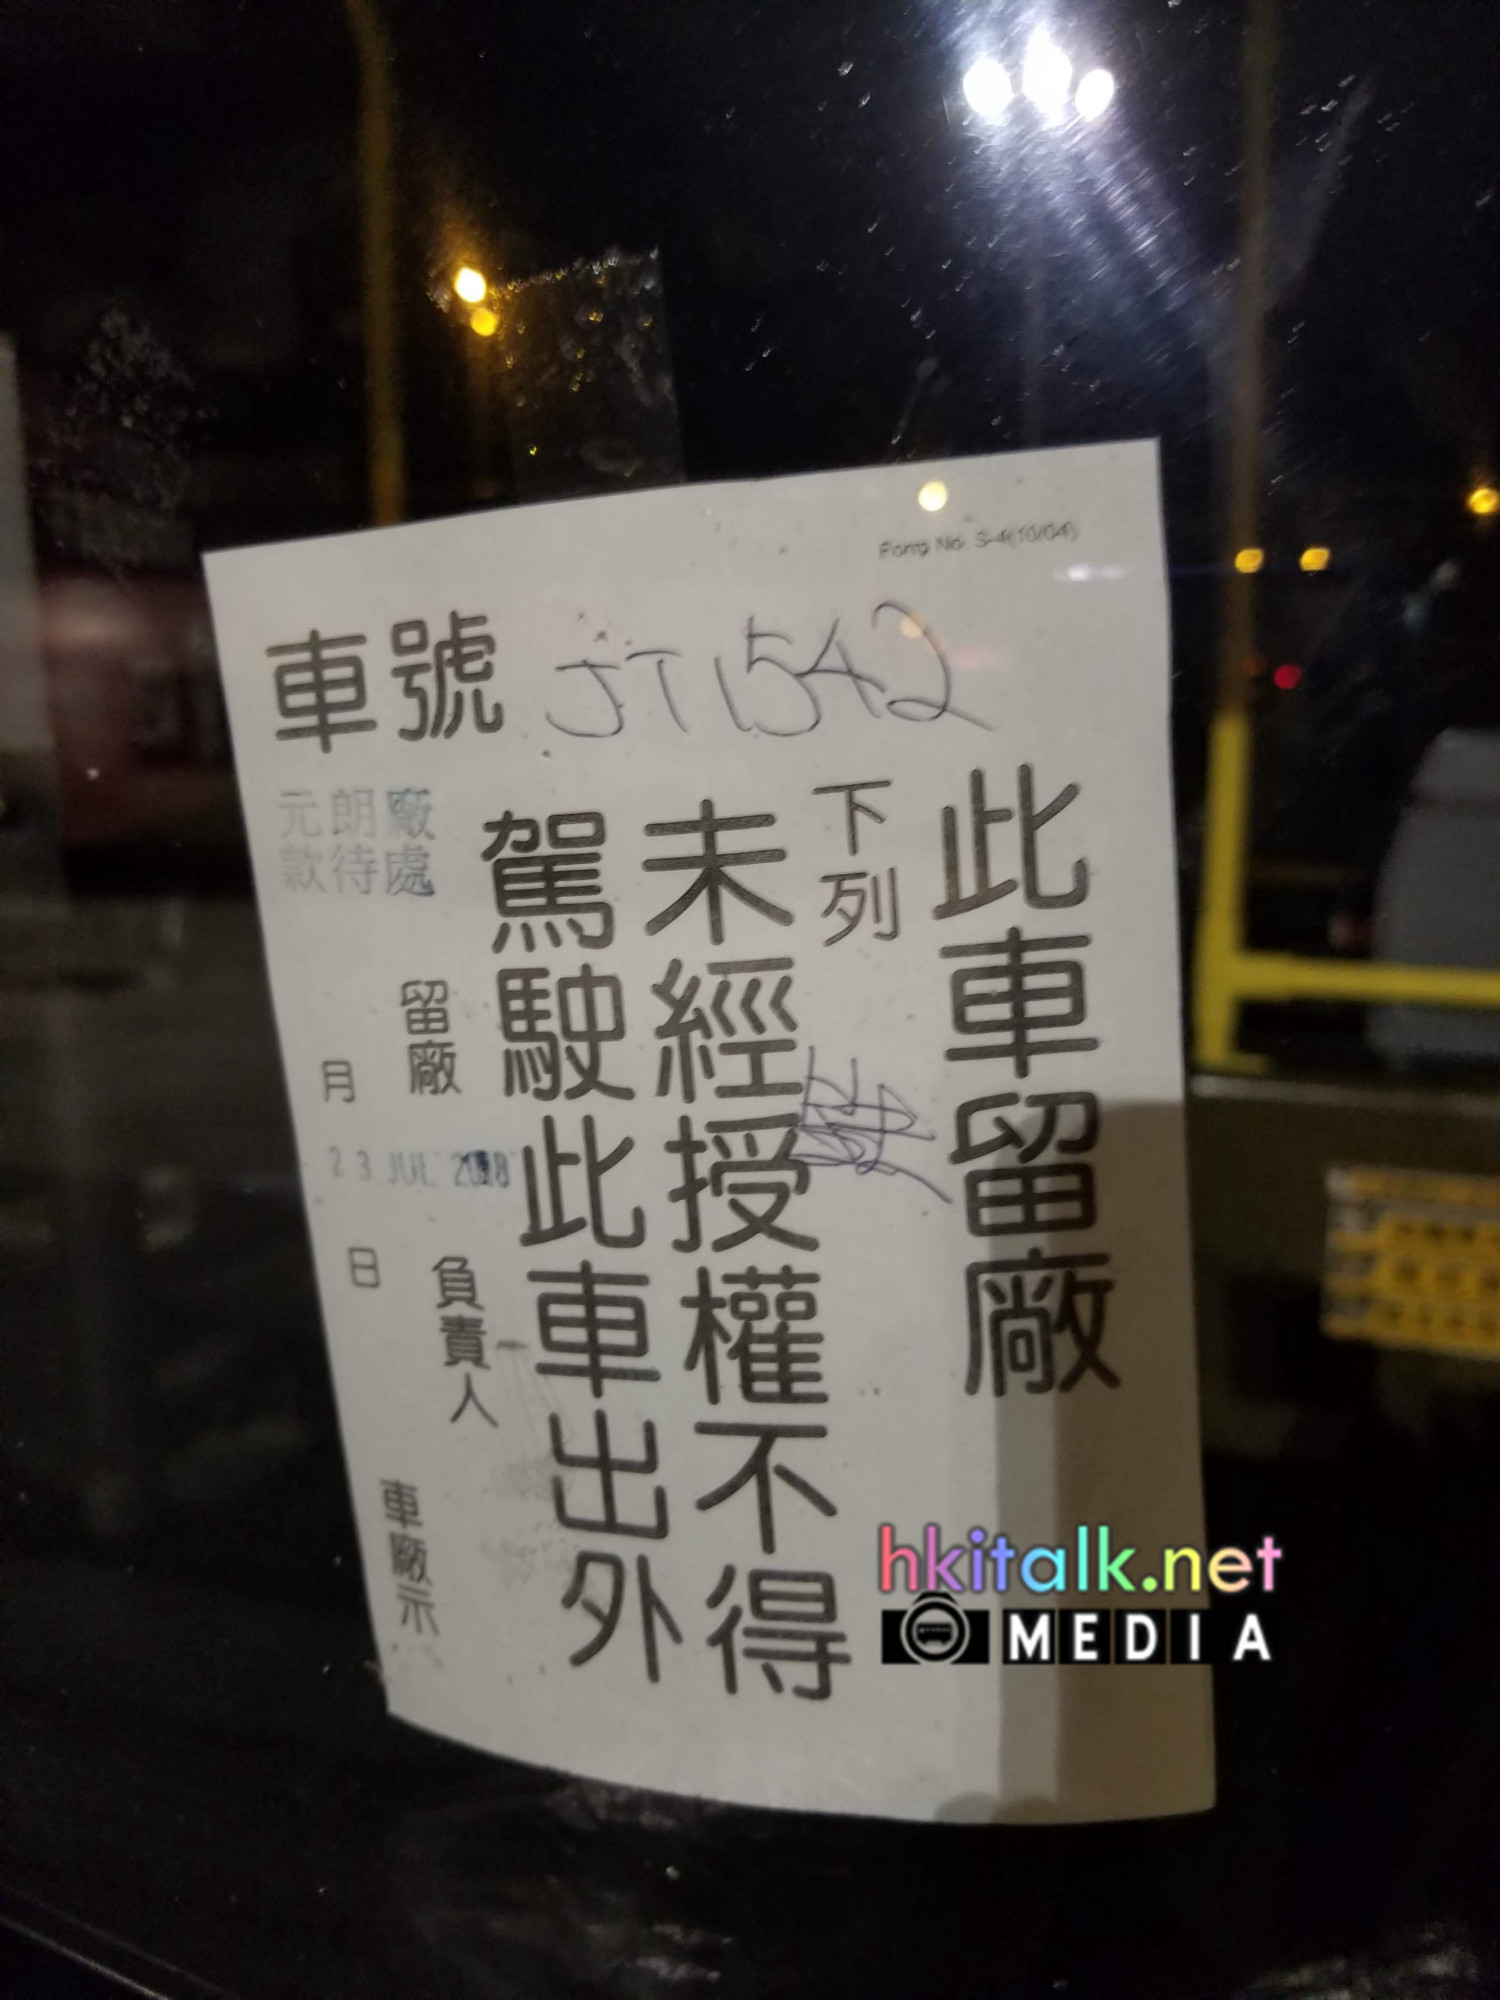 Form No. S-4(10/04)
車號 JT1542
此車留廠
下列
未經授權不得
駕駛此車出外
留廠
負責人
元朗廠
款待處
月
23 JUL 2018
日
車廠示
hkitalk.net
MEDIA